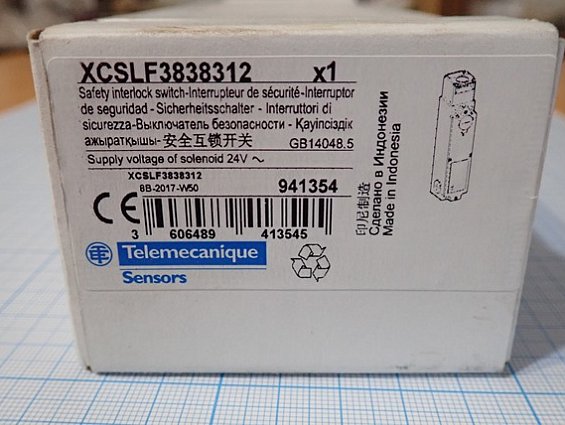 XCSLF3838312 x1
Safety interlock switch-Interrupteur de sécurité-Interruptor
de seguridad - Sicherheitsschalter - Interruttori di
sicurezza-Выключатель безопасности - Қауіпсіздік
ажыратқышы-安全互锁开关 GB14048.5
Supply voltage of solenoid 24V ~
XCSLF3838312
8B-2017-W50 941354
CE
3 606489 413545
Telemecanique
Sensors
印尼制造
Сделано в Индонезии
Made in Indonesia